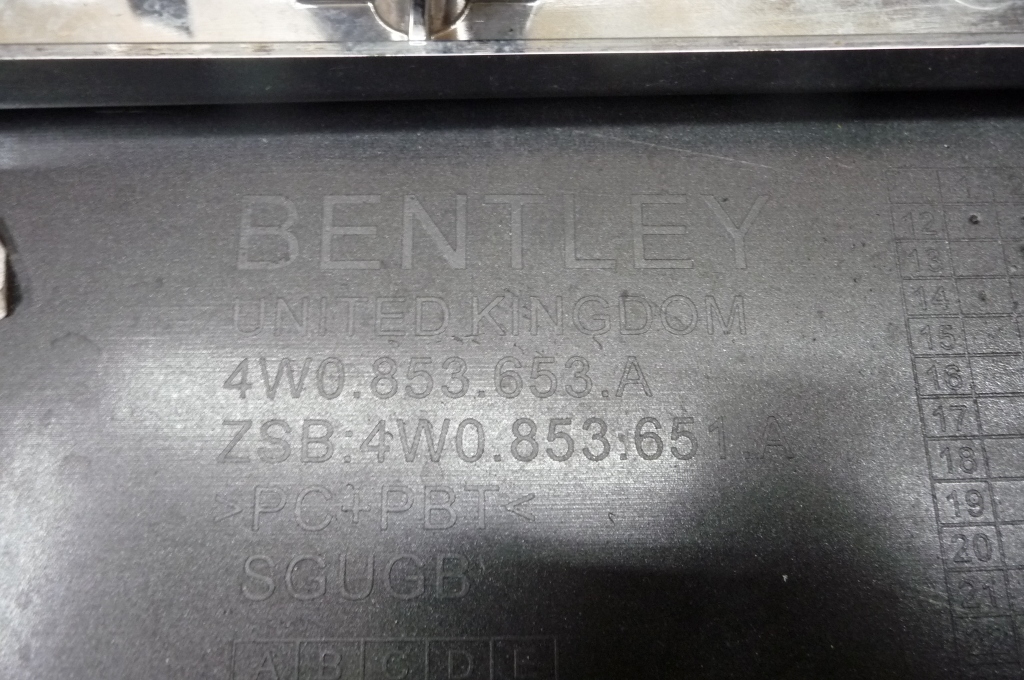 BENTLEY
UNITED KINGDOM
4W0.853.653.A
ZSB:4W0.853.651.A
>PC+PBT<
SGUGB
A B C D E
12
13
14
15
16
17
18
19
20
21
22